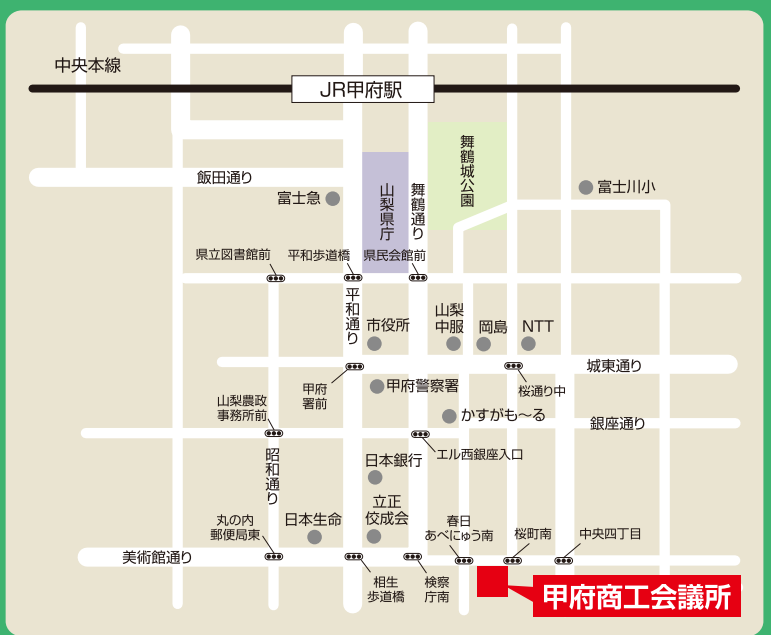 中央本線
JR甲府駅
飯田通り
富士急
山梨県庁
舞鶴通り
舞鶴城公園
富士川小
県立図書館前
平和歩道橋
県民会館前
平和通り
市役所
山梨
中服
岡島
NTT
城東通り
甲府
署前
甲府警察署
桜通り中
山梨農政
事務所前
かすがも〜る
銀座通り
エル西銀座入口
昭和通り
日本銀行
丸の内
郵便局東
日本生命
立正
佼成会
春日
あべにゅう南
桜町南
中央四丁目
美術館通り
相生
歩道橋
検察
庁南
甲府商工会議所